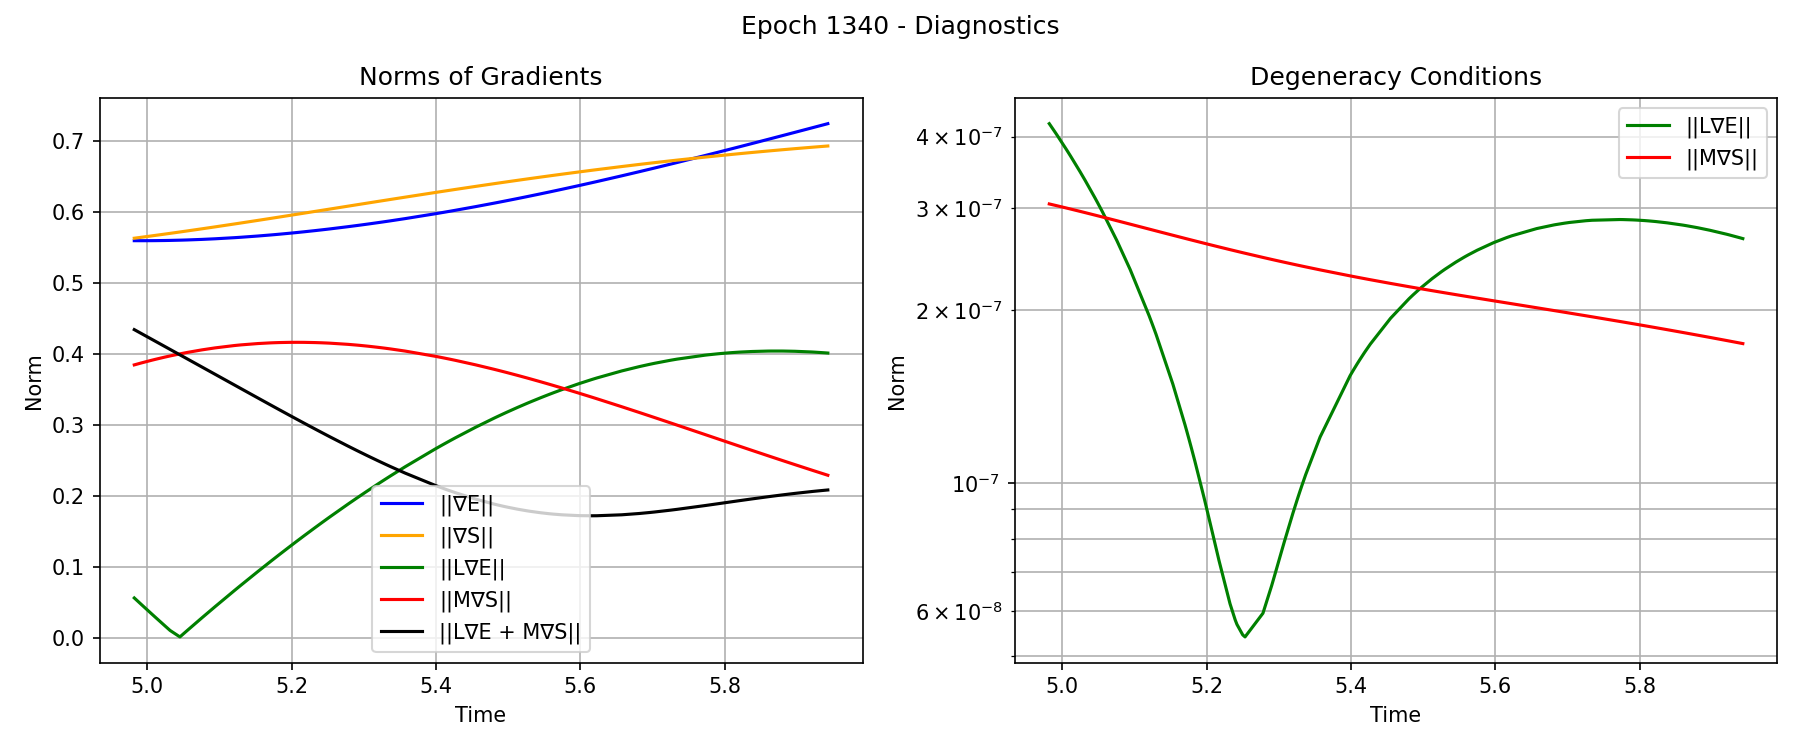 Epoch 1340 - Diagnostics
Norms of Gradients
Norm
0.7
0.6
0.5
0.4
0.3
0.2
0.1
0.0
5.0 5.2 5.4 5.6 5.8
Time
||∇E||
||∇S||
||L∇E||
||M∇S||
||L∇E + M∇S||
Degeneracy Conditions
Norm
4 × 10⁻⁷
3 × 10⁻⁷
2 × 10⁻⁷
10⁻⁷
6 × 10⁻⁸
5.0 5.2 5.4 5.6 5.8
Time
||L∇E||
||M∇S||